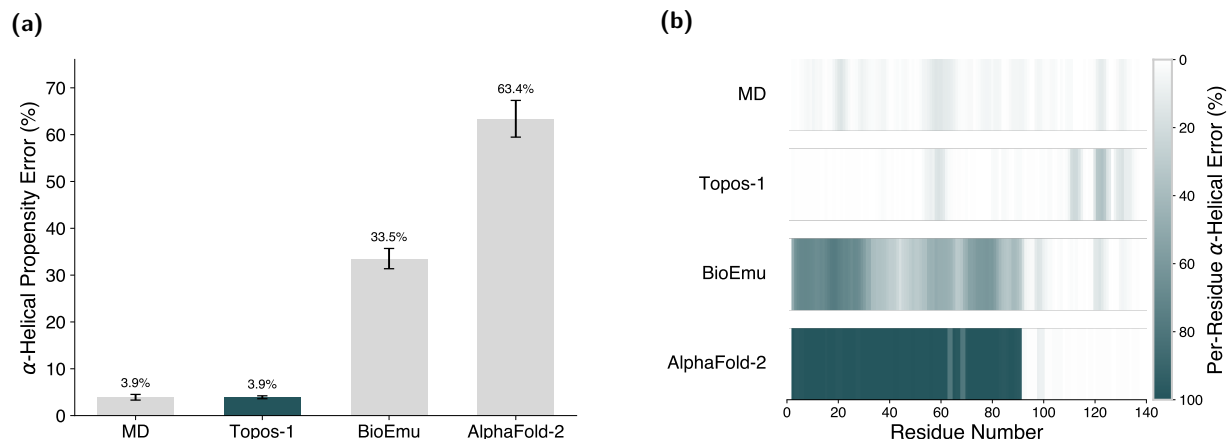 (a)
α-Helical Propensity Error (%)
70
60
50
40
30
20
10
0
3.9%
3.9%
33.5%
63.4%
MD
Topos-1
BioEmu
AlphaFold-2
(b)
MD
Topos-1
BioEmu
AlphaFold-2
0
20
40
60
80
100
120
140
Residue Number
0
20
40
60
80
100
Per-Residue α-Helical Error (%)